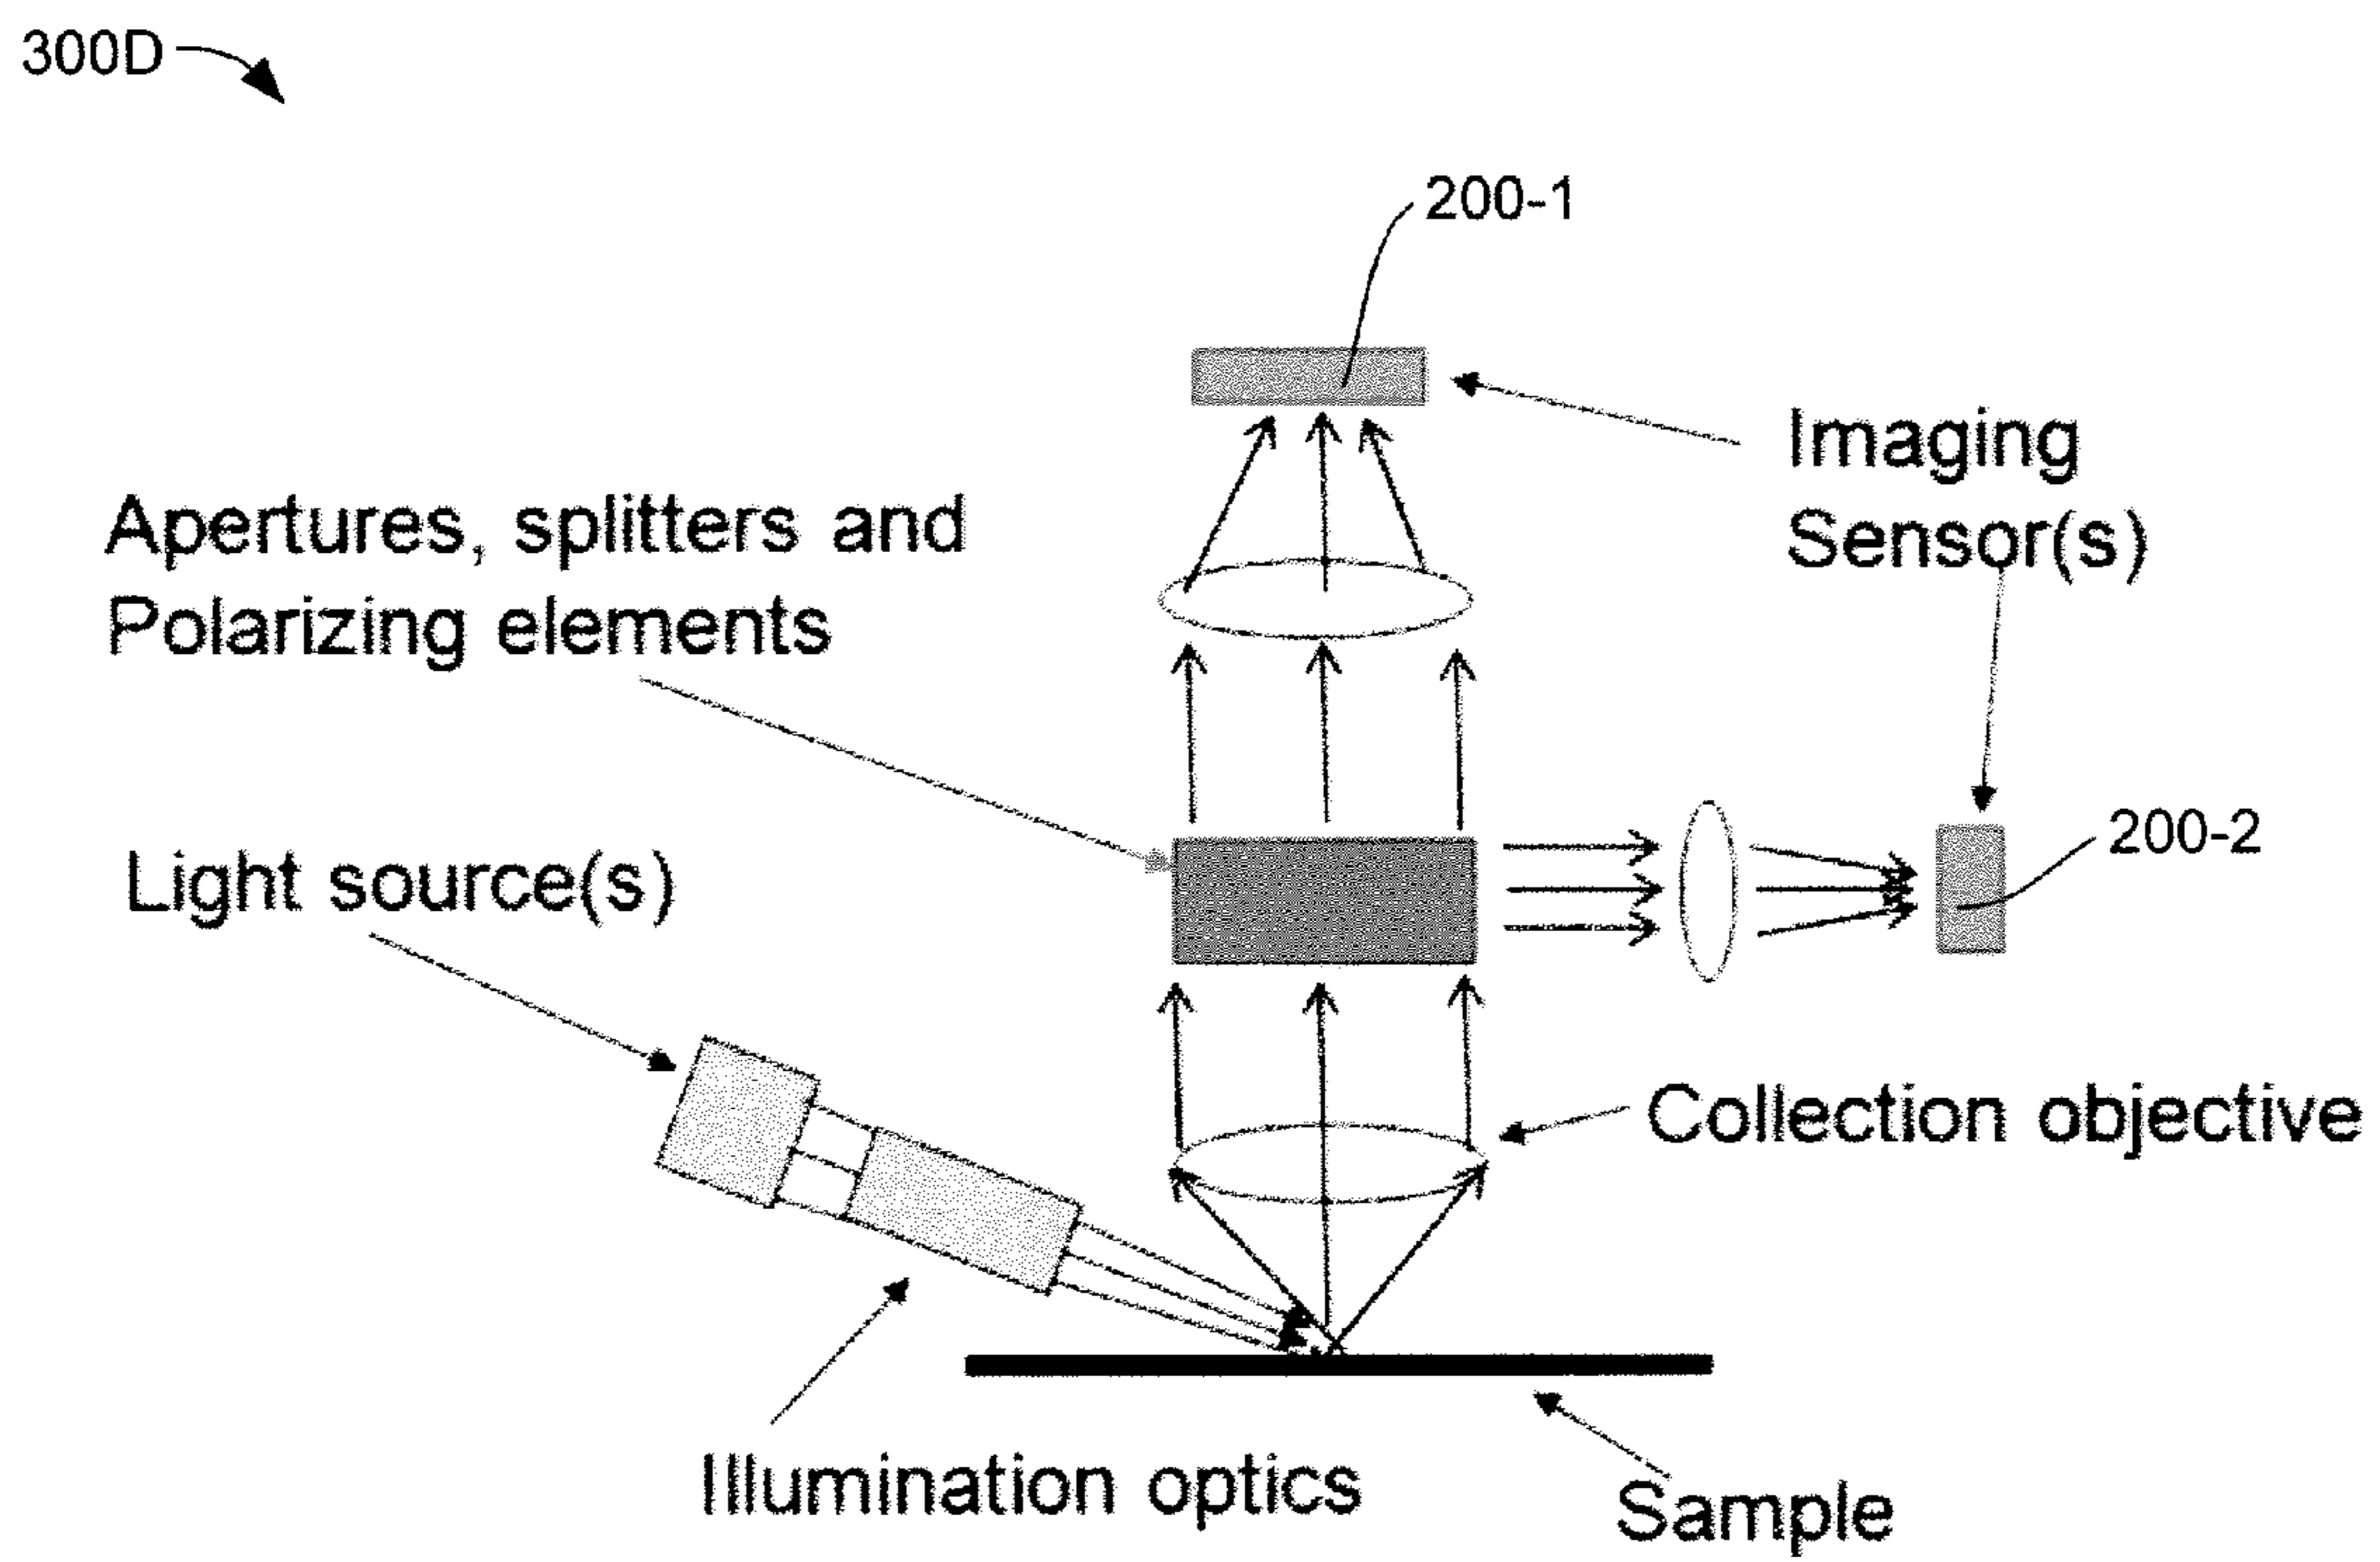 300D
200-1
Imaging
Sensor(s)
Apertures, splitters and
Polarizing elements
200-2
Light source(s)
Collection objective
Illumination optics
Sample